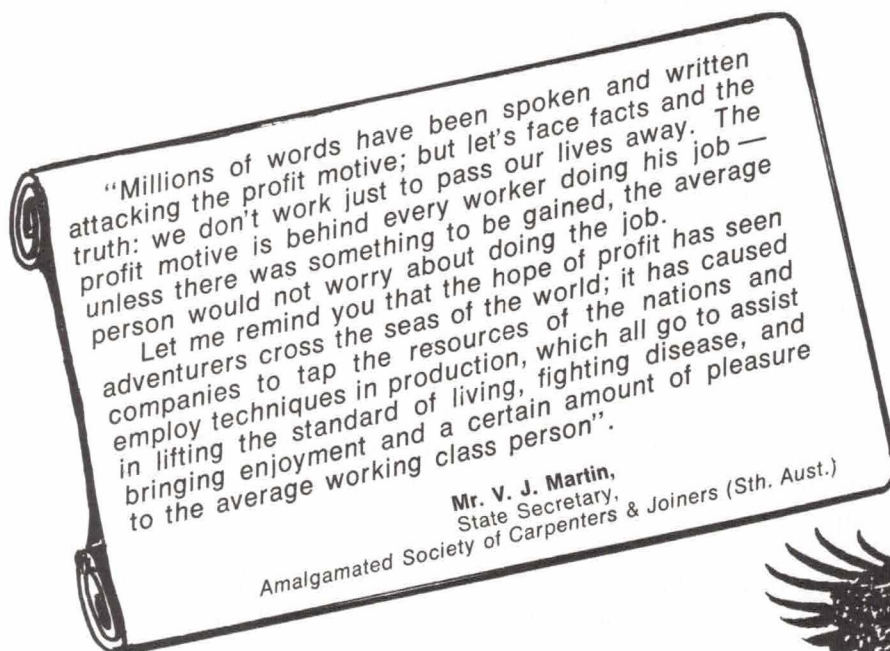 “Millions of words have been spoken and written
attacking the profit motive; but let's face facts and the
truth: we don't work just to pass our lives away. The
profit motive is behind every worker doing his job —
unless there was something to be gained, the average
person would not worry about doing the job.
Let me remind you that the hope of profit has seen
adventurers cross the seas of the world; it has caused
companies to tap the resources of the nations and
employ techniques in production, which all go to assist
in lifting the standard of living, fighting disease, and
bringing enjoyment and a certain amount of pleasure
to the average working class person”.
Mr. V. J. Martin,
State Secretary,
Amalgamated Society of Carpenters & Joiners (Sth. Aust.)